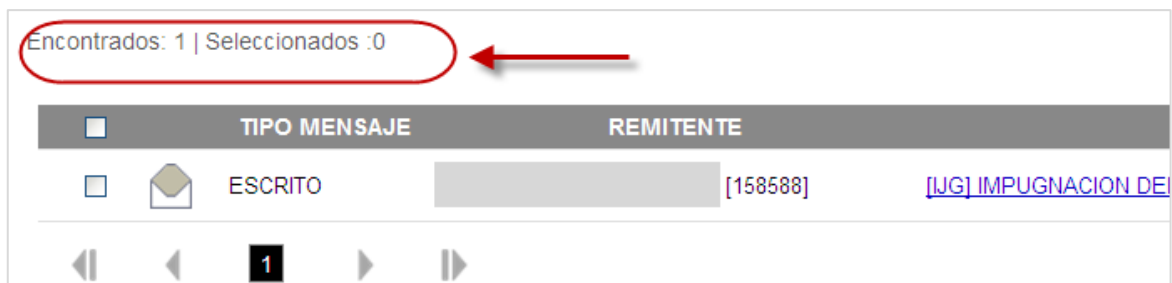 Encontrados: 1 | Seleccionados :0
TIPO MENSAJE REMITENTE
ESCRITO [158588] [IJG] IMPUGNACION DE
1